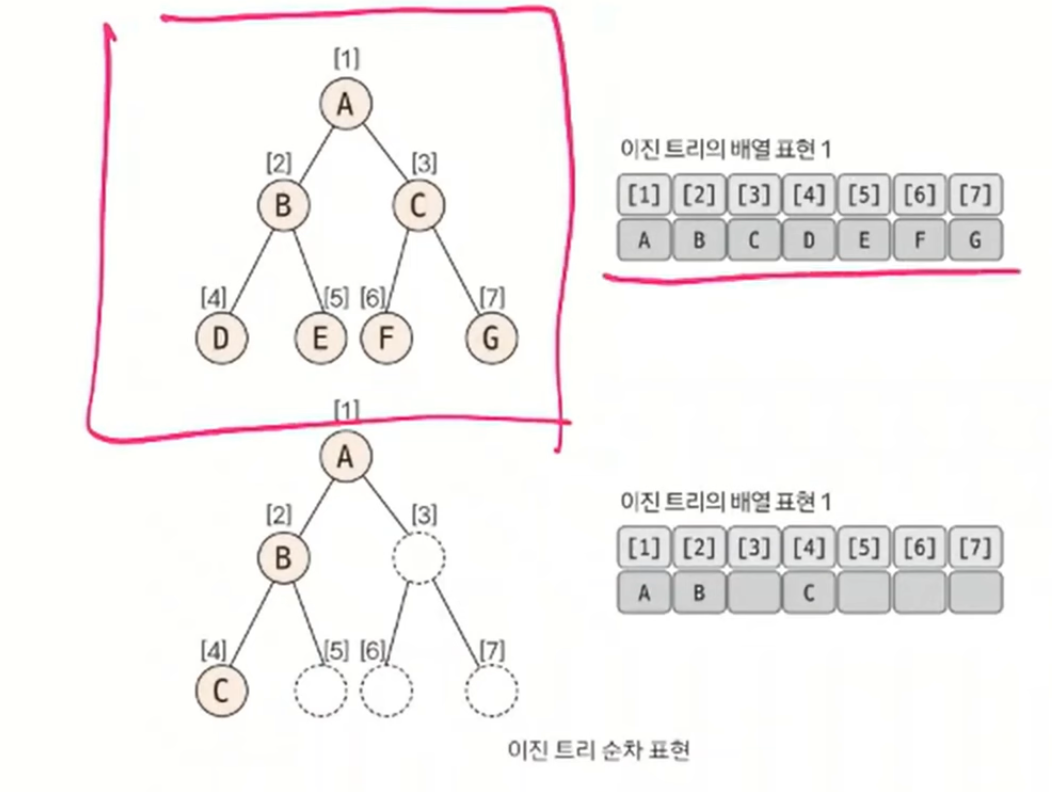 [1]
A
[2] [3]
B C
[4] [5] [6] [7]
D E F G
이진 트리의 배열 표현 1
[1] [2] [3] [4] [5] [6] [7]
A B C D E F G
[1]
A
[2] [3]
B
[4] [5] [6] [7]
C
이진 트리의 배열 표현 1
[1] [2] [3] [4] [5] [6] [7]
A B C
이진 트리 순차 표현